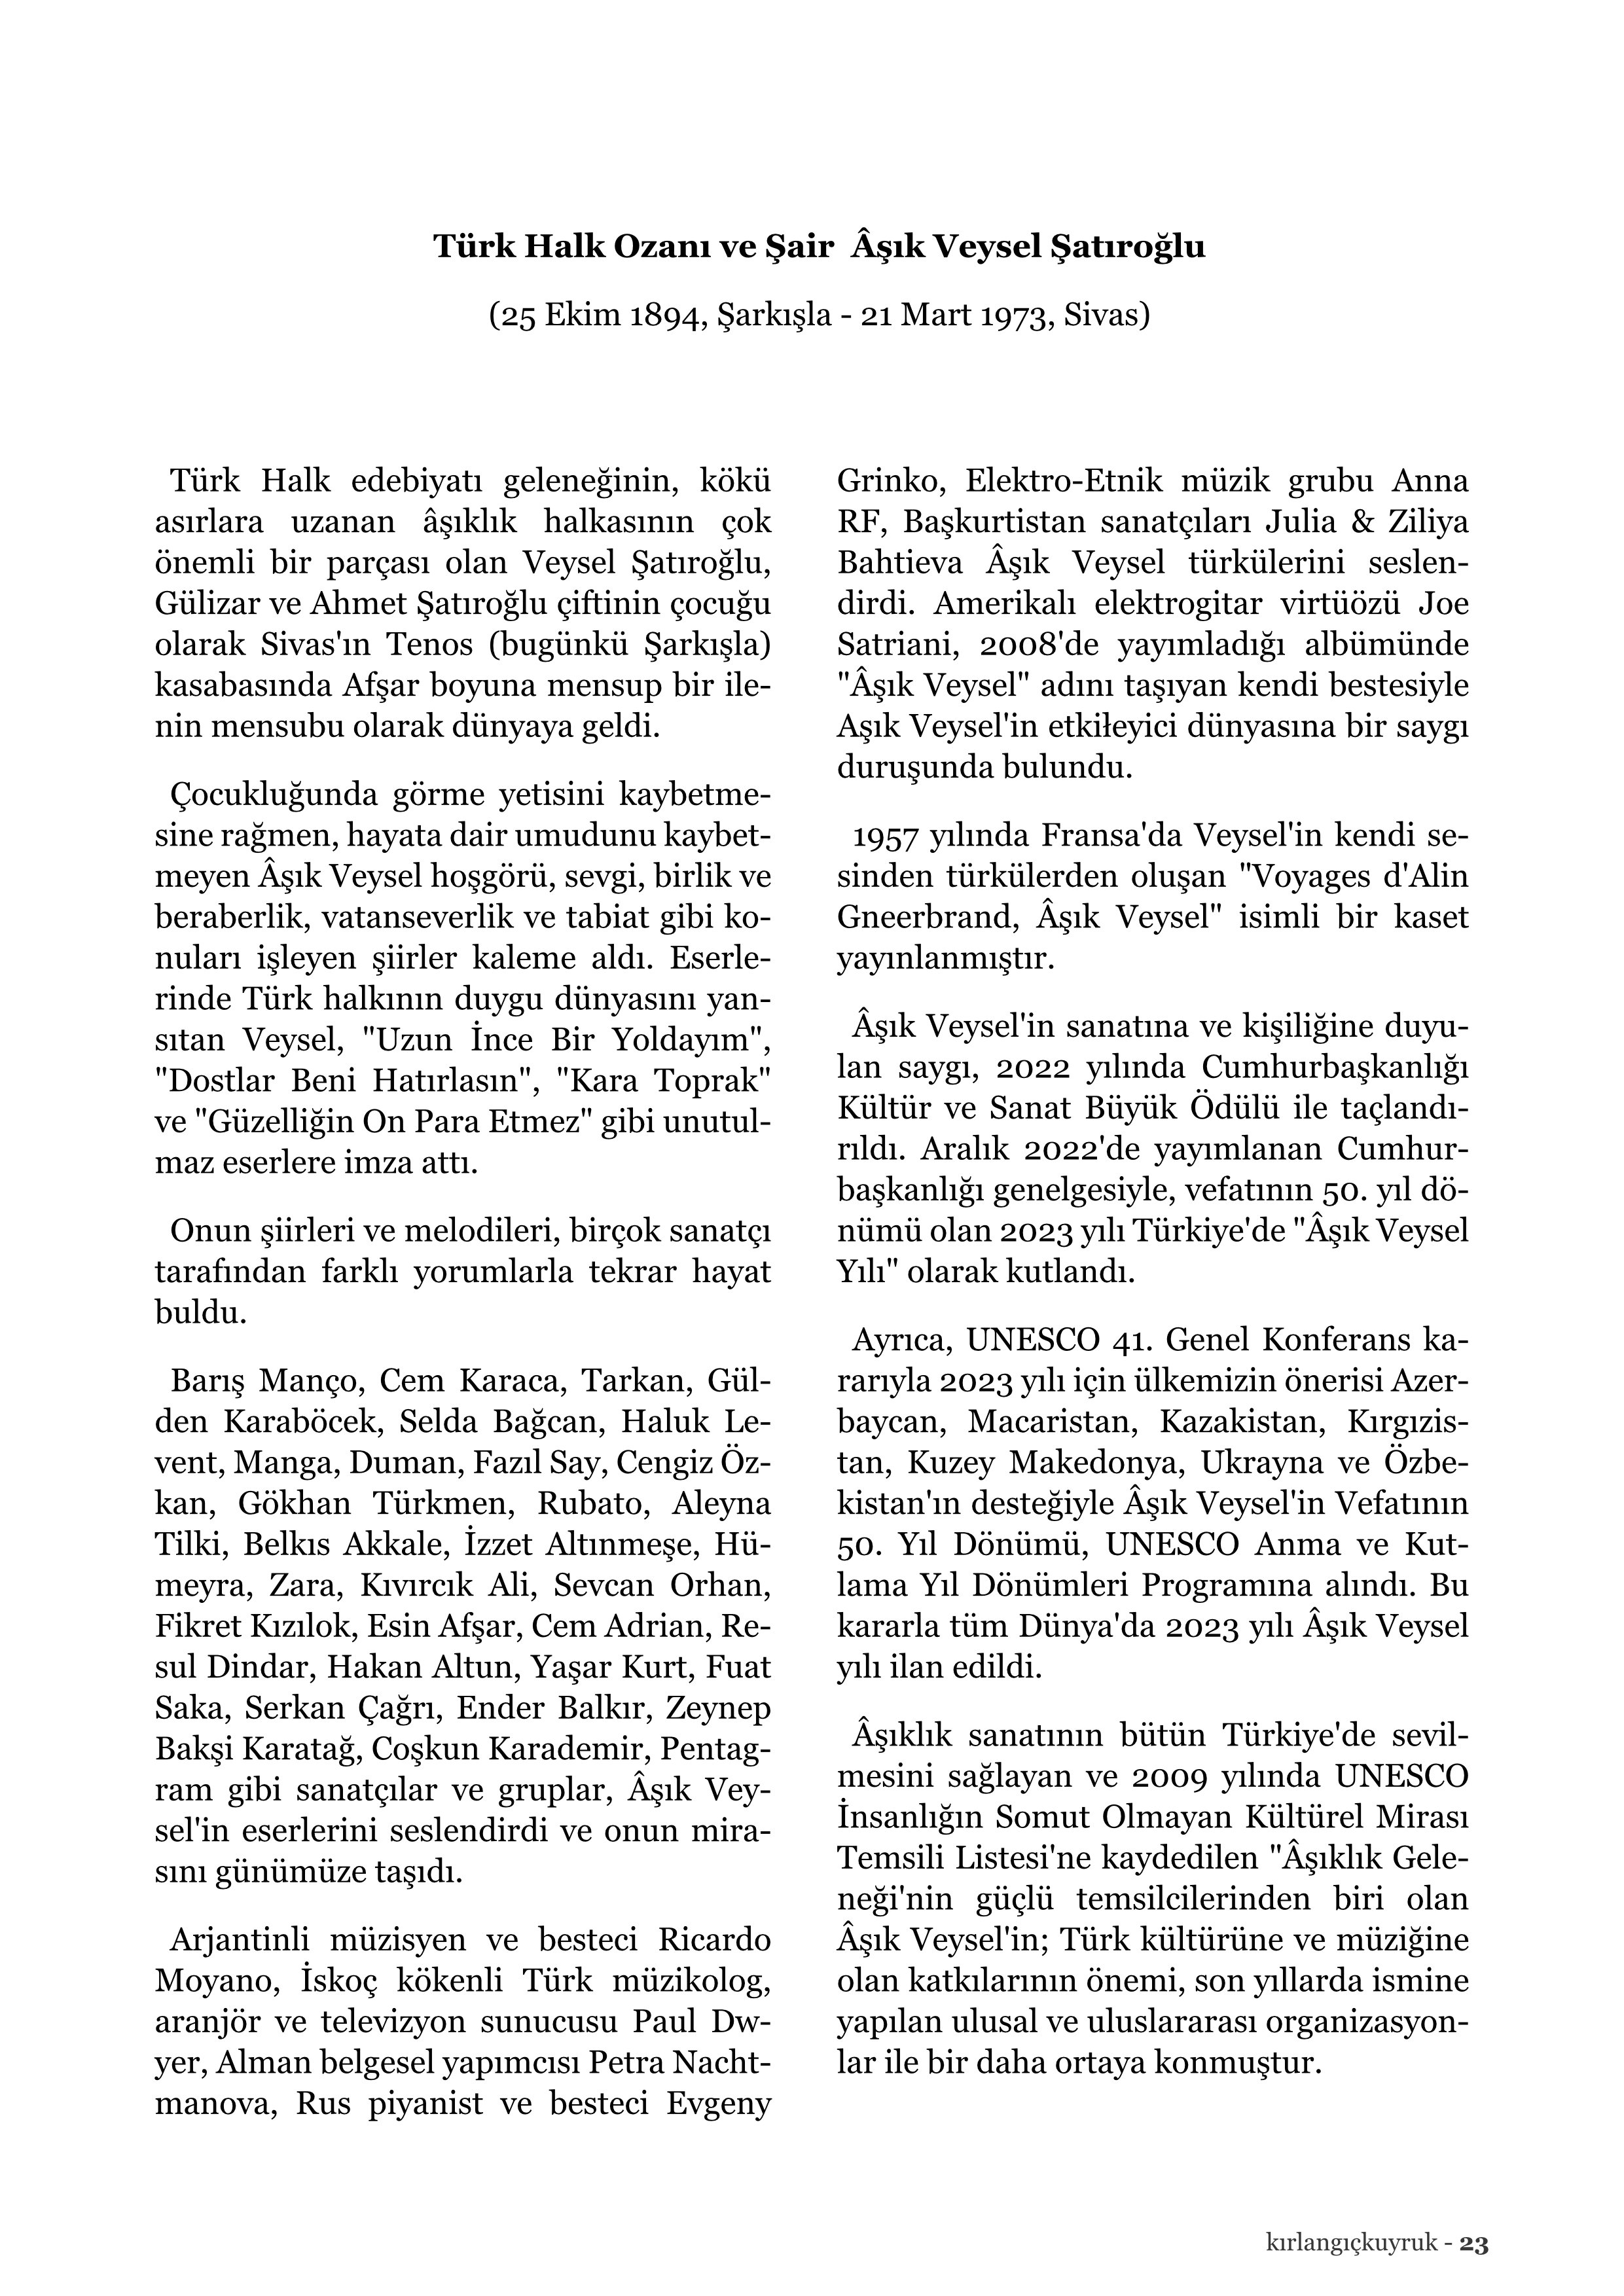 Türk Halk Ozanı ve Şair  Âşık Veysel Şatıroğlu
(25 Ekim 1894, Şarkışla - 21 Mart 1973, Sivas)
Türk Halk edebiyatı geleneğinin, kökü
asırlara uzanan âşıklık halkasının çok
önemli bir parçası olan Veysel Şatıroğlu,
Gülizar ve Ahmet Şatıroğlu çiftinin çocuğu
olarak Sivas'ın Tenos (bugünkü Şarkışla)
kasabasında Afşar boyuna mensup bir ile-
nin mensubu olarak dünyaya geldi.
Çocukluğunda görme yetisini kaybetme-
sine rağmen, hayata dair umudunu kaybet-
meyen Âşık Veysel hoşgörü, sevgi, birlik ve
beraberlik, vatanseverlik ve tabiat gibi ko-
nuları işleyen şiirler kaleme aldı. Eserle-
rinde Türk halkının duygu dünyasını yan-
sıtan Veysel, "Uzun İnce Bir Yoldayım",
"Dostlar Beni Hatırlasın", "Kara Toprak"
ve "Güzelliğin On Para Etmez" gibi unutul-
maz eserlere imza attı.
Onun şiirleri ve melodileri, birçok sanatçı
tarafından farklı yorumlarla tekrar hayat
buldu.
Barış Manço, Cem Karaca, Tarkan, Gül-
den Karaböcek, Selda Bağcan, Haluk Le-
vent, Manga, Duman, Fazıl Say, Cengiz Öz-
kan, Gökhan Türkmen, Rubato, Aleyna
Tilki, Belkıs Akkale, İzzet Altınmeşe, Hü-
meyra, Zara, Kıvırcık Ali, Sevcan Orhan,
Fikret Kızılok, Esin Afşar, Cem Adrian, Re-
sul Dindar, Hakan Altun, Yaşar Kurt, Fuat
Saka, Serkan Çağrı, Ender Balkır, Zeynep
Bakşi Karatağ, Coşkun Karademir, Pentag-
ram gibi sanatçılar ve gruplar, Âşık Vey-
sel'in eserlerini seslendirdi ve onun mira-
sını günümüze taşıdı.
Arjantinli müzisyen ve besteci Ricardo
Moyano, İskoç kökenli Türk müzikolog,
aranjör ve televizyon sunucusu Paul Dw-
yer, Alman belgesel yapımcısı Petra Nacht-
manova, Rus piyanist ve besteci Evgeny
Grinko, Elektro-Etnik müzik grubu Anna
RF, Başkurtistan sanatçıları Julia & Ziliya
Bahtieva Âşık Veysel türkülerini seslen-
dirdi. Amerikalı elektrogitar virtüözü Joe
Satriani, 2008'de yayımladığı albümünde
"Âşık Veysel" adını taşıyan kendi bestesiyle
Aşık Veysel'in etkiłeyici dünyasına bir saygı
duruşunda bulundu.
1957 yılında Fransa'da Veysel'in kendi se-
sinden türkülerden oluşan "Voyages d'Alin
Gneerbrand, Âşık Veysel" isimli bir kaset
yayınlanmıştır.
Âşık Veysel'in sanatına ve kişiliğine duyu-
lan saygı, 2022 yılında Cumhurbaşkanlığı
Kültür ve Sanat Büyük Ödülü ile taçlandı-
rıldı. Aralık 2022'de yayımlanan Cumhur-
başkanlığı genelgesiyle, vefatının 50. yıl dö-
nümü olan 2023 yılı Türkiye'de "Âşık Veysel
Yılı" olarak kutlandı.
Ayrıca, UNESCO 41. Genel Konferans ka-
rarıyla 2023 yılı için ülkemizin önerisi Azer-
baycan, Macaristan, Kazakistan, Kırgızis-
tan, Kuzey Makedonya, Ukrayna ve Özbe-
kistan'ın desteğiyle Âşık Veysel'in Vefatının
50. Yıl Dönümü, UNESCO Anma ve Kut-
lama Yıl Dönümleri Programına alındı. Bu
kararla tüm Dünya'da 2023 yılı Âşık Veysel
yılı ilan edildi.
Âşıklık sanatının bütün Türkiye'de sevil-
mesini sağlayan ve 2009 yılında UNESCO
İnsanlığın Somut Olmayan Kültürel Mirası
Temsili Listesi'ne kaydedilen "Âşıklık Gele-
neği'nin güçlü temsilcilerinden biri olan
Âşık Veysel'in; Türk kültürüne ve müziğine
olan katkılarının önemi, son yıllarda ismine
yapılan ulusal ve uluslararası organizasyon-
lar ile bir daha ortaya konmuştur.
kırlangıçkuyruk - 23